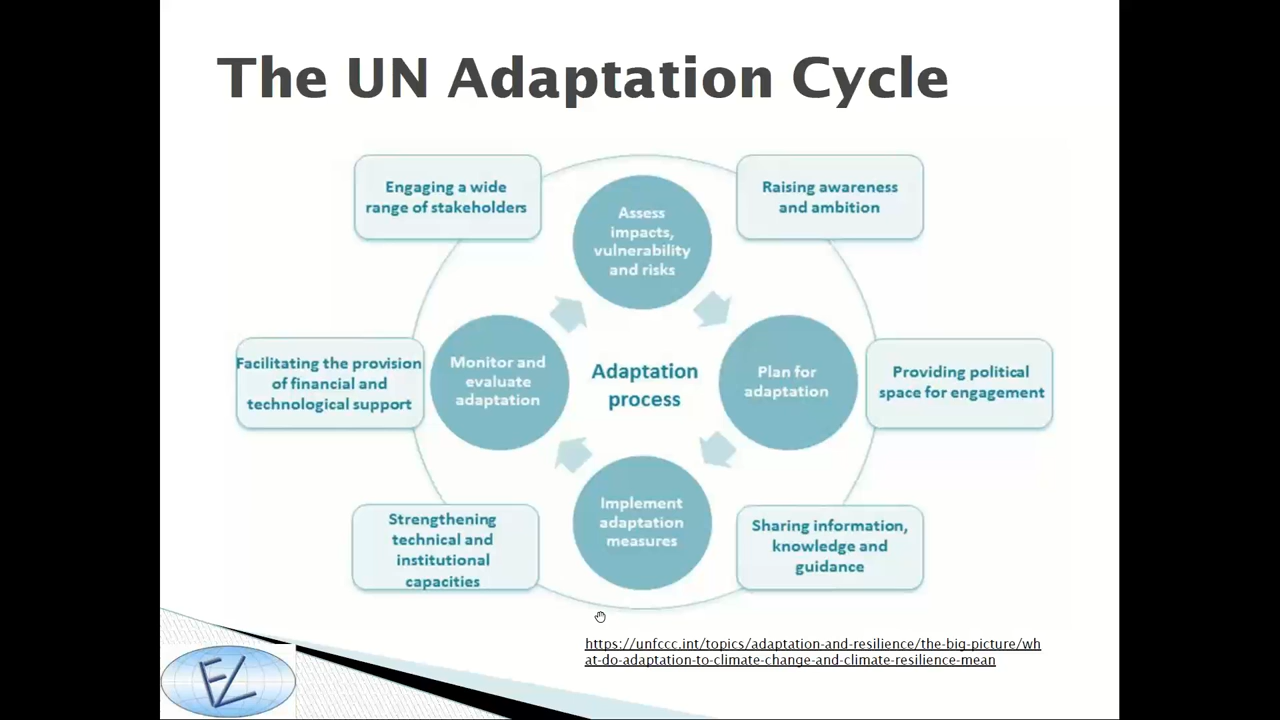 The UN Adaptation Cycle
Engaging a wide
range of stakeholders
Raising awareness
and ambition
Assess
impacts,
vulnerability
and risks
Facilitating the provision
of financial and
technological support
Monitor and
evaluate
adaptation
Adaptation
process
Plan for
adaptation
Providing political
space for engagement
Strengthening
technical and
institutional
capacities
Implement
adaptation
measures
Sharing information,
knowledge and
guidance
https://unfccc.int/topics/adaptation-and-resilience/the-big-picture/wh
at-do-adaptation-to-climate-change-and-climate-resilience-mean
EZ